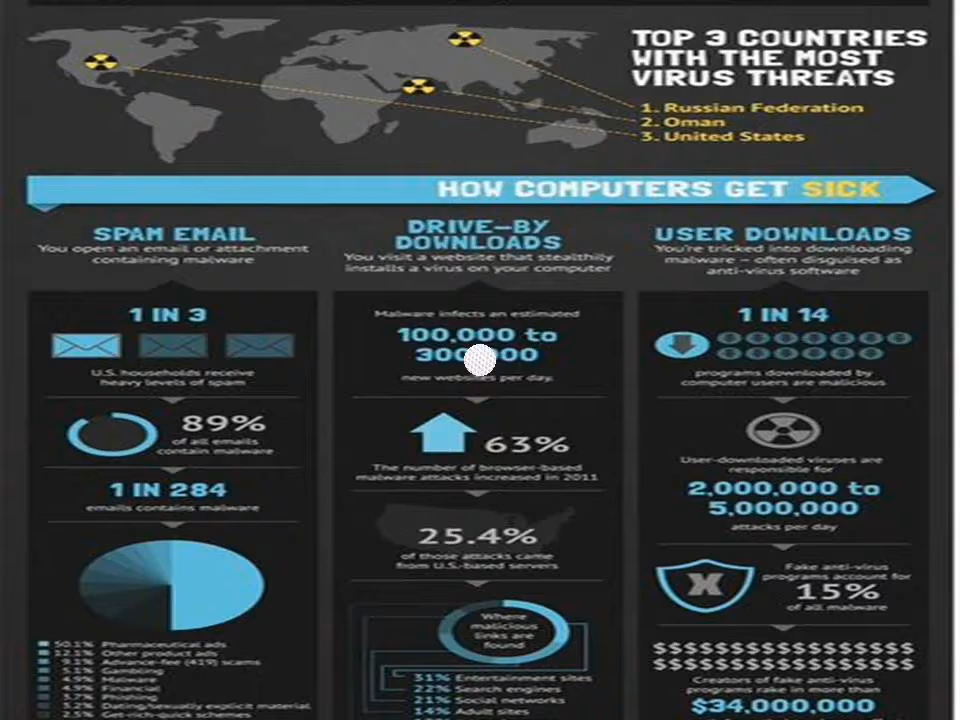 TOP 3 COUNTRIES
WITH THE MOST
VIRUS THREATS
1. Russian Federation
2. Oman
3. United States
HOW COMPUTERS GET SICK
SPAM EMAIL
You open an email or attachment
containing malware
1 IN 3
U.S. households receive
heavy levels of spam
89%
of all emails
contain malware
1 IN 284
emails contains malware
50.1% Pharmaceutical ads
12.1% Other product ads
9.1% Advance-fee (419) scams
5.1% Gambling
4.9% Malware
4.9% Financial
3.7% Phishing
3.2% Dating/sexually explicit material
2.5% Get-rich-quick schemes
DRIVE-BY
DOWNLOADS
You visit a website that stealthily
installs a virus on your computer
Malware infects an estimated
100,000 to
new websites per day.
63%
The number of browser-based
malware attacks increased in 2011
25.4%
of those attacks came
from U.S.-based servers
Where
malicious
links are
found
31% Entertainment sites
22% Search engines
21% Social networks
14% Adult sites
USER DOWNLOADS
You're tricked into downloading
malware – often disguised as
anti-virus software
1 IN 14
programs downloaded by
computer users are malicious
User-downloaded viruses are
responsible for
2,000,000 to
5,000,000
attacks per day
X
Fake anti-virus
programs account for
15%
of all malware
$$$$$$$$$$$$$$$$$$$$$$
$$$$$$$$$$$$$$$$$$$$$$
Creators of fake anti-virus
programs rake in more than
$34,000,000